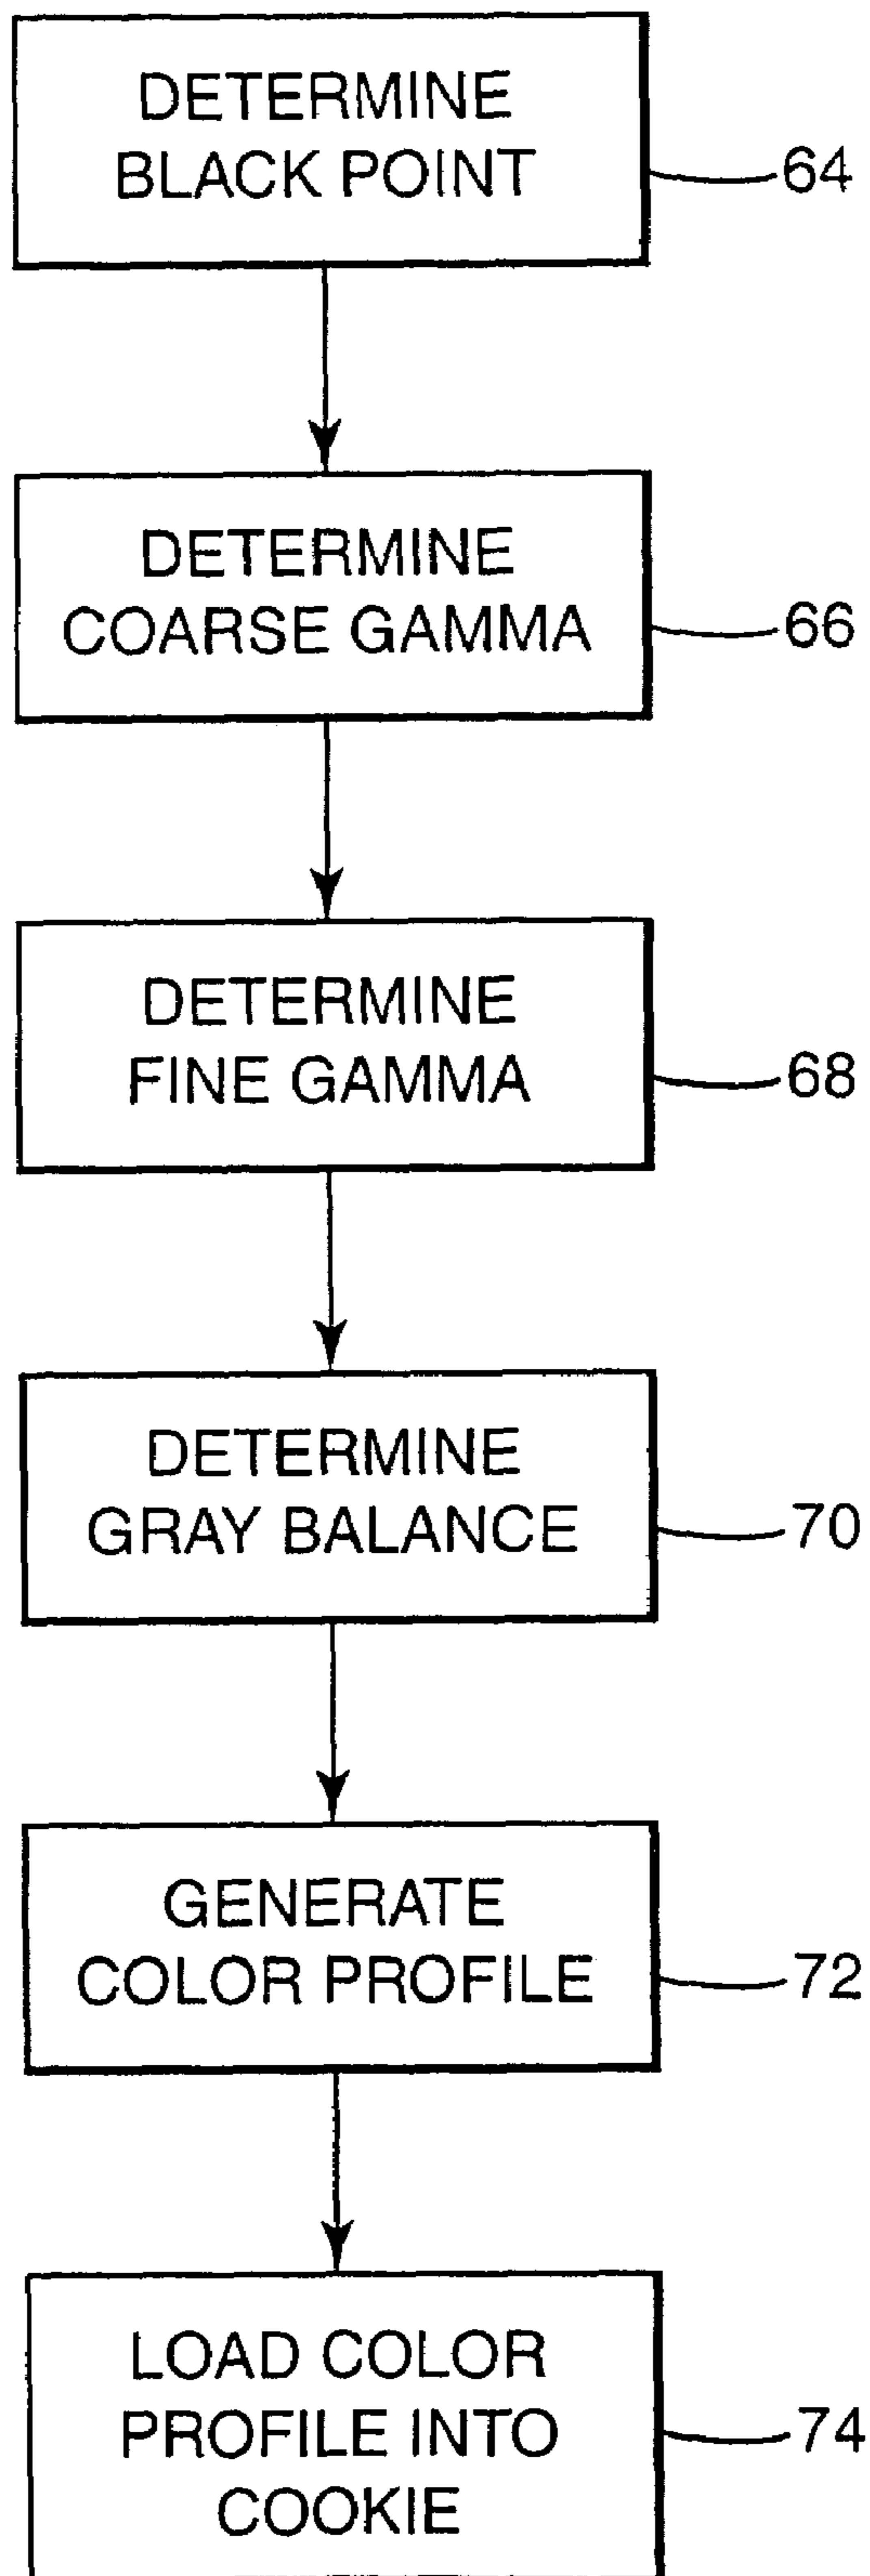 DETERMINE
BLACK POINT
64
DETERMINE
COARSE GAMMA
66
DETERMINE
FINE GAMMA
68
DETERMINE
GRAY BALANCE
70
GENERATE
COLOR PROFILE
72
LOAD COLOR
PROFILE INTO
COOKIE
74